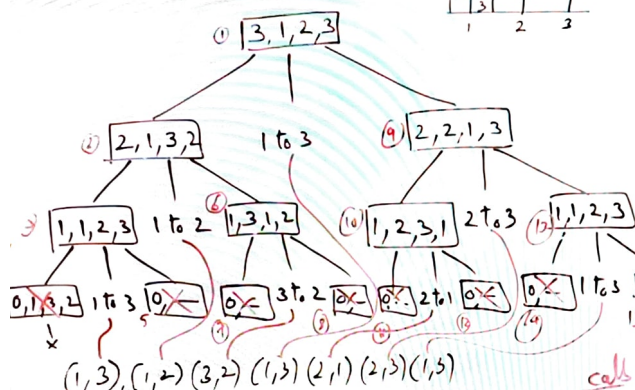 3
1 2 3
① 3,1,2,3
② 2,1,3,2 1 to 3 ⑨ 2,2,1,3
3 1,1,2,3 1 to 2 ⑥ 1,3,1,2 ⑩ 1,2,3,1 2 to 3 1,1,2,3
0,1,3,2 1 to 3 5 0,- 0,- 3 to 2 0,- 0,- 2 to 1 0,- 0,- 1 to 3
x ⑦ ⑧
(1,3), (1,2) (3,2) (1,3) (2,1) (2,3) (1,3)
calls